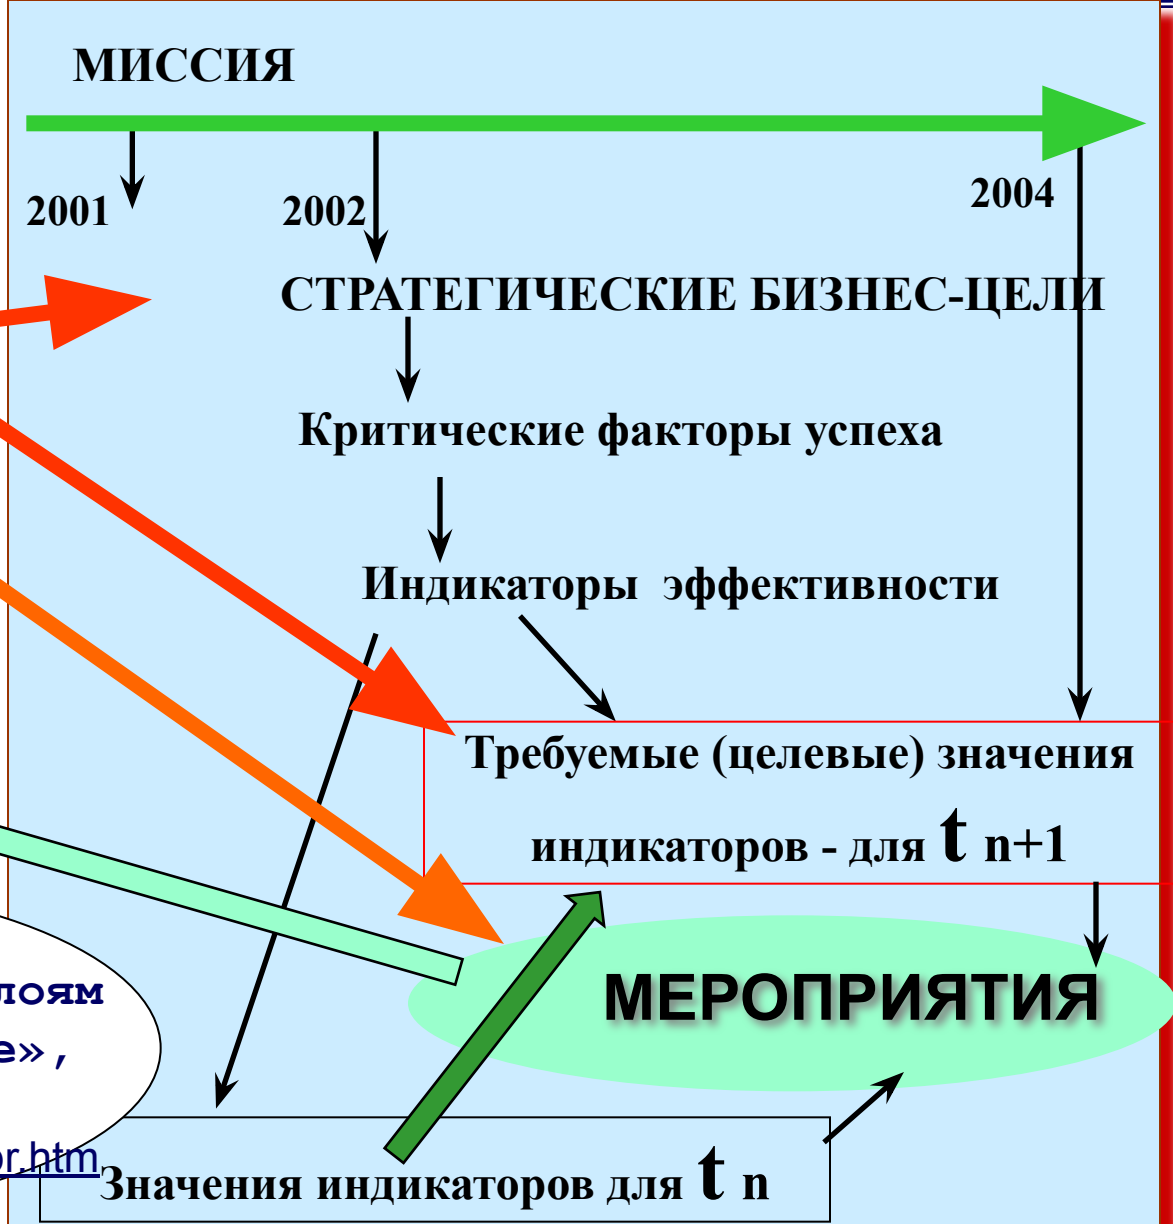 МИССИЯ
2001
2002
2004
СТРАТЕГИЧЕСКИЕ БИЗНЕС-ЦЕЛИ
Критические факторы успеха
Индикаторы эффективности
Требуемые (целевые) значения
индикаторов - для t n+1
МЕРОПРИЯТИЯ
лоям
е»,
or.htm
Значения индикаторов для t n